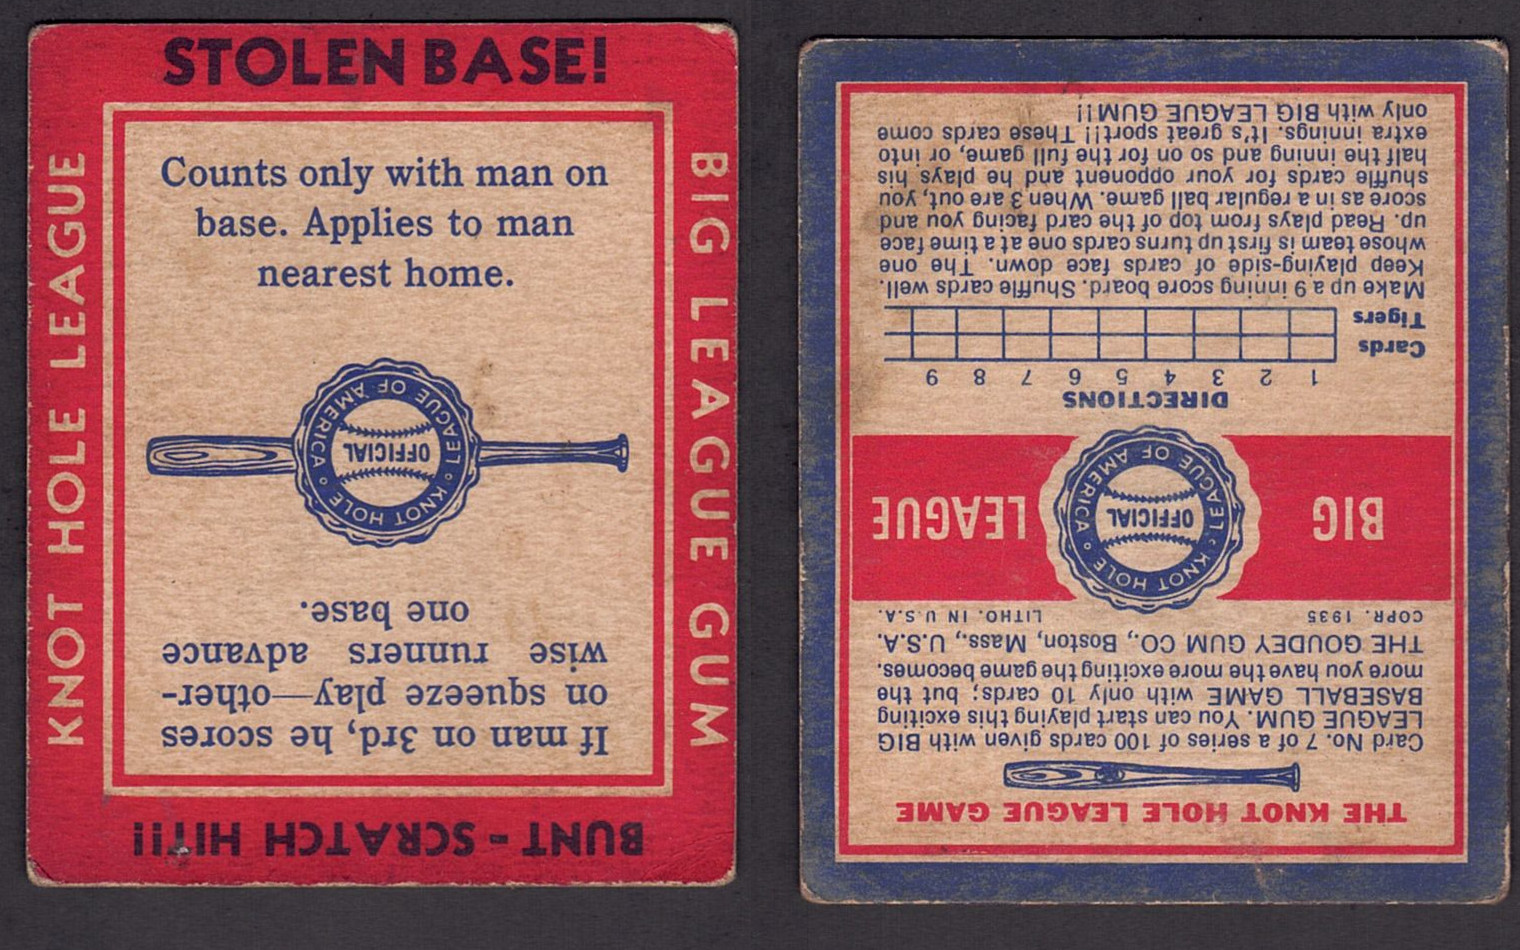 STOLEN BASE!
KNOT HOLE LEAGUE
BIG LEAGUE GUM
Counts only with man on
base. Applies to man
nearest home.
LEAGUE OF AMERICA
OFFICIAL
KNOT HOLE
BUNT - SCRATCH HIT!!
If man on 3rd, he scores
on squeeze play—other-
wise runners advance
one base.
THE KNOT HOLE LEAGUE GAME
Card No. 7 of a series of 100 cards given with BIG
LEAGUE GUM. You can start playing this exciting
BASEBALL GAME with only 10 cards; but the
more you have the more exciting the game becomes.
THE GOUDEY GUM CO., Boston, Mass., U.S.A.
COPR. 1935 LITHO. IN U.S.A.
BIG LEAGUE
KNOT HOLE
OFFICIAL
LEAGUE OF AMERICA
DIRECTIONS
1 2 3 4 5 6 7 8 9
Cards
Tigers
Make up a 9 inning score board. Shuffle cards well.
Keep playing-side of cards face down. The one
whose team is first up turns cards one at a time face
up. Read plays from top of the card facing you and
score as in a regular ball game. When 3 are out, you
shuffle cards for your opponent and he plays his
half the inning and so on for the full game, or into
extra innings. It's great sport!! These cards come
only with BIG LEAGUE GUM!!